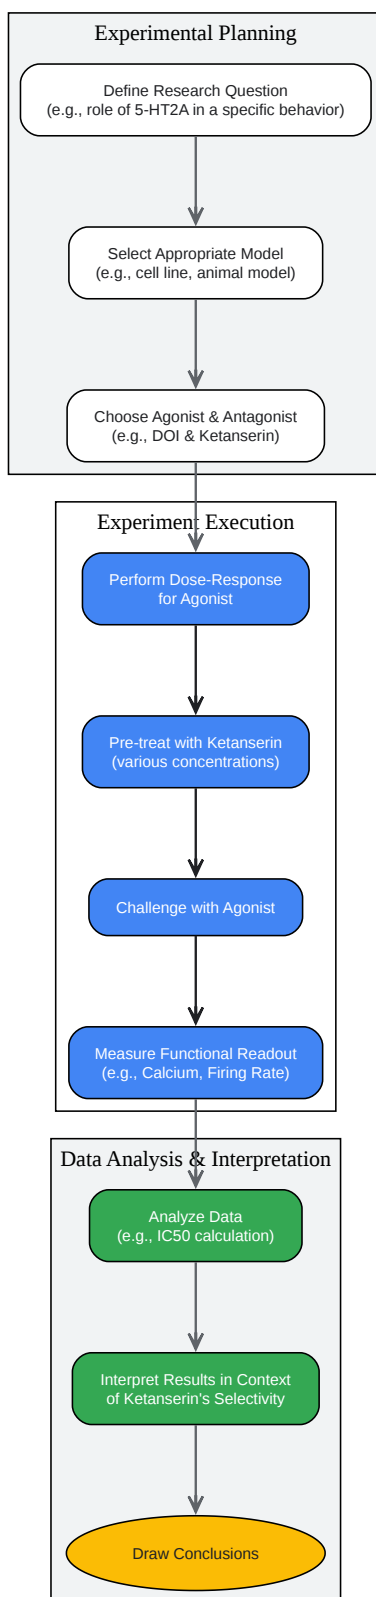 Experimental Planning
Define Research Question
(e.g., role of 5-HT2A in a specific behavior)
Select Appropriate Model
(e.g., cell line, animal model)
Choose Agonist & Antagonist
(e.g., DOI & Ketanserin)
Experiment Execution
Perform Dose-Response
for Agonist
Pre-treat with Ketanserin
(various concentrations)
Challenge with Agonist
Measure Functional Readout
(e.g., Calcium, Firing Rate)
Data Analysis & Interpretation
Analyze Data
(e.g., IC50 calculation)
Interpret Results in Context
of Ketanserin's Selectivity
Draw Conclusions